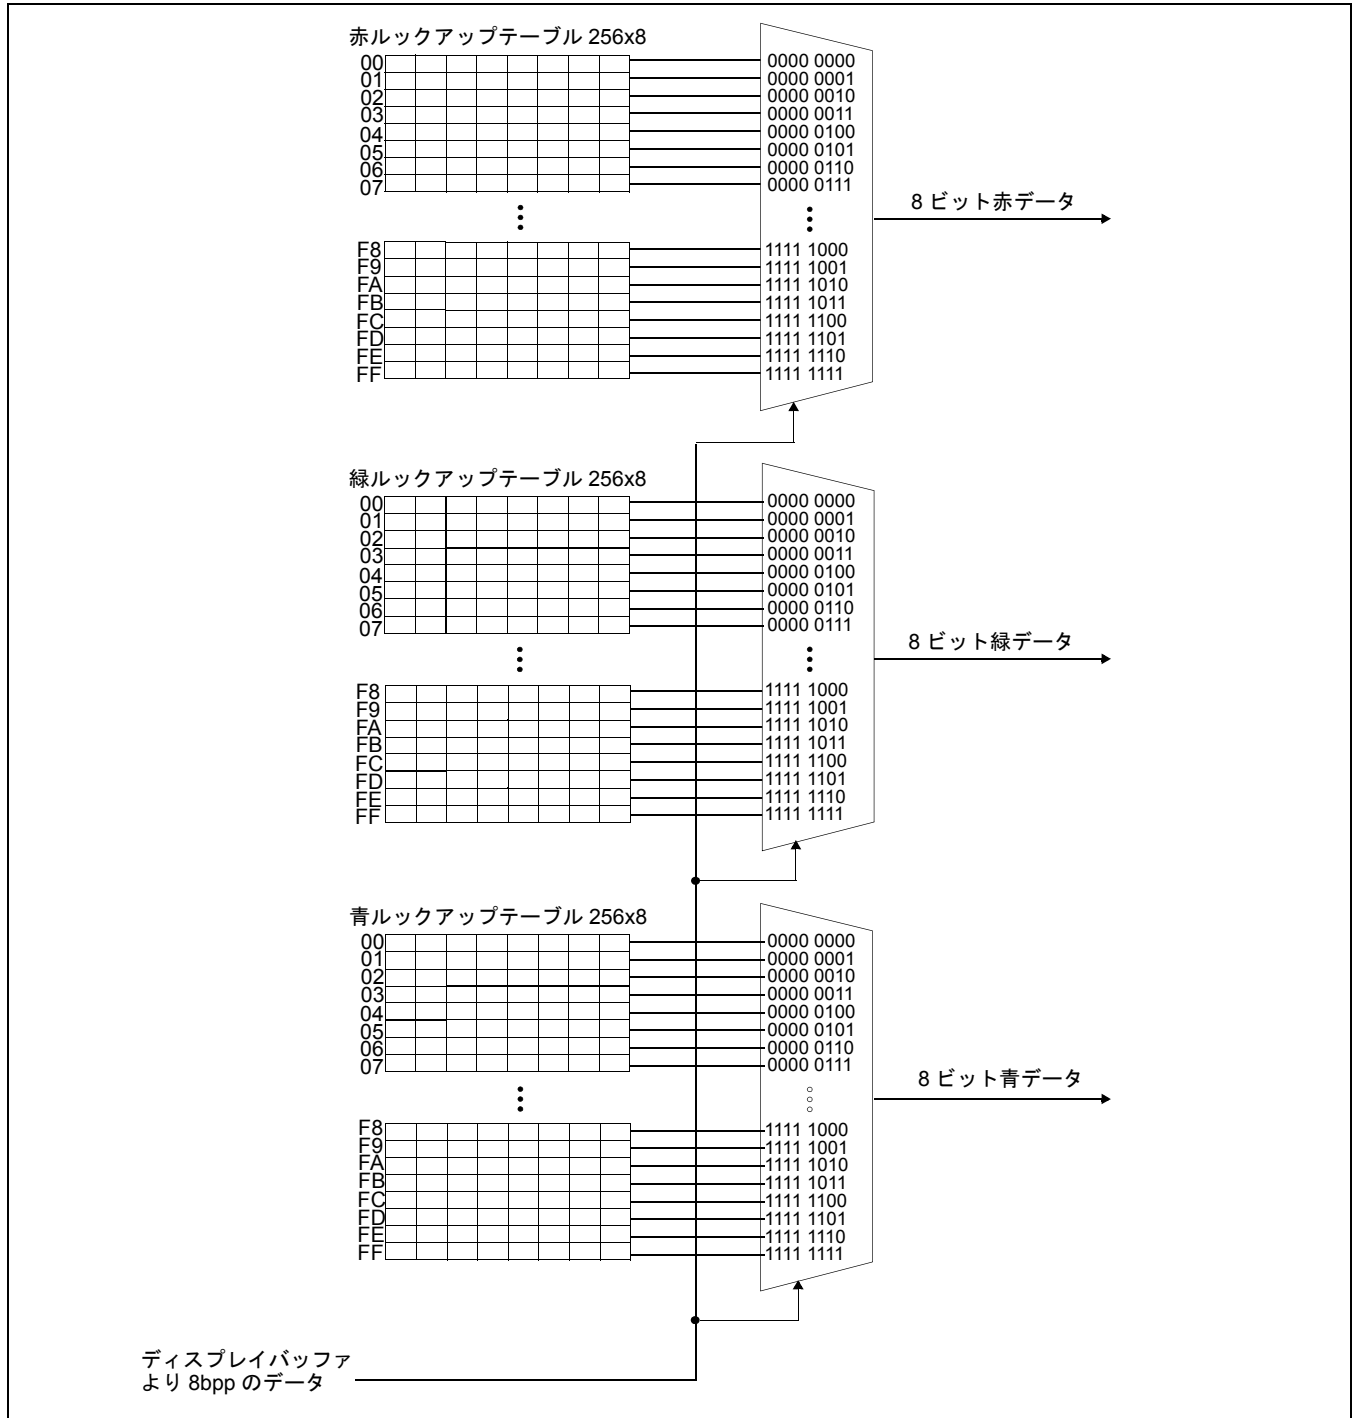 赤ルックアップテーブル 256x8
00 0000 0000
01 0000 0001
02 0000 0010
03 0000 0011
04 0000 0100
05 0000 0101
06 0000 0110
07 0000 0111
8 ビット赤データ
F8 1111 1000
F9 1111 1001
FA 1111 1010
FB 1111 1011
FC 1111 1100
FD 1111 1101
FE 1111 1110
FF 1111 1111
緑ルックアップテーブル 256x8
00 0000 0000
01 0000 0001
02 0000 0010
03 0000 0011
04 0000 0100
05 0000 0101
06 0000 0110
07 0000 0111
8 ビット緑データ
F8 1111 1000
F9 1111 1001
FA 1111 1010
FB 1111 1011
FC 1111 1100
FD 1111 1101
FE 1111 1110
FF 1111 1111
青ルックアップテーブル 256x8
00 0000 0000
01 0000 0001
02 0000 0010
03 0000 0011
04 0000 0100
05 0000 0101
06 0000 0110
07 0000 0111
8 ビット青データ
F8 1111 1000
F9 1111 1001
FA 1111 1010
FB 1111 1011
FC 1111 1100
FD 1111 1101
FE 1111 1110
FF 1111 1111
ディスプレイバッファ
より 8bpp のデータ